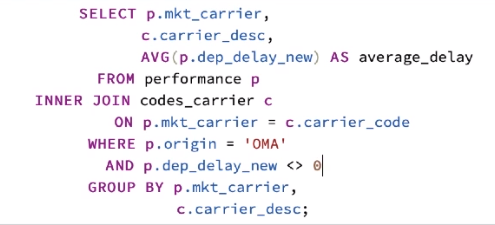 SELECT p.mkt_carrier,
c.carrier_desc,
AVG(p.dep_delay_new) AS average_delay
FROM performance p
INNER JOIN codes_carrier c
ON p.mkt_carrier = c.carrier_code
WHERE p.origin = 'OMA'
AND p.dep_delay_new <> 0
GROUP BY p.mkt_carrier,
c.carrier_desc;